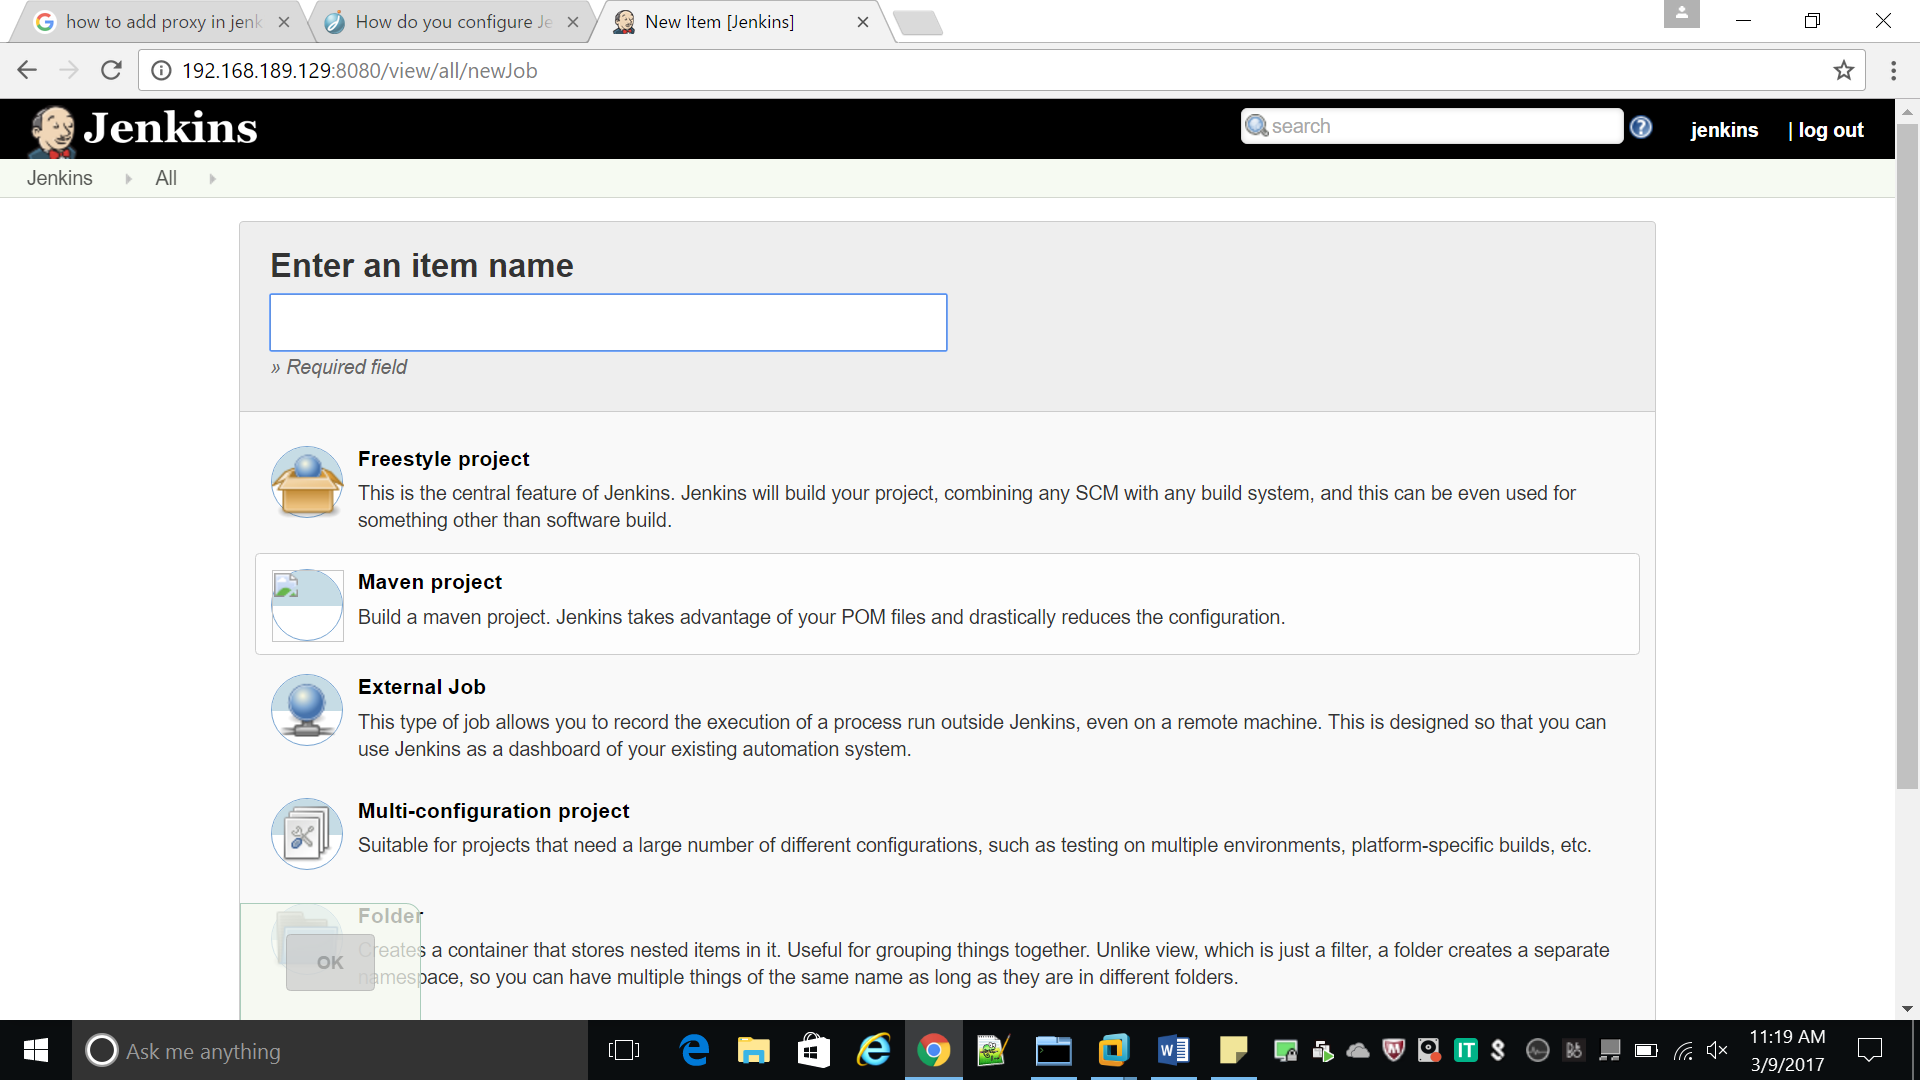 how to add proxy in jenk
How do you configure Je
New Item [Jenkins]
192.168.189.129:8080/view/all/newJob
Jenkins
search
jenkins
| log out
Jenkins
All
Enter an item name
» Required field
Freestyle project
This is the central feature of Jenkins. Jenkins will build your project, combining any SCM with any build system, and this can be even used for
something other than software build.
Maven project
Build a maven project. Jenkins takes advantage of your POM files and drastically reduces the configuration.
External Job
This type of job allows you to record the execution of a process run outside Jenkins, even on a remote machine. This is designed so that you can
use Jenkins as a dashboard of your existing automation system.
Multi-configuration project
Suitable for projects that need a large number of different configurations, such as testing on multiple environments, platform-specific builds, etc.
Folder
Creates a container that stores nested items in it. Useful for grouping things together. Unlike view, which is just a filter, a folder creates a separate
namespace, so you can have multiple things of the same name as long as they are in different folders.
OK
Ask me anything
IT
11:19 AM
3/9/2017